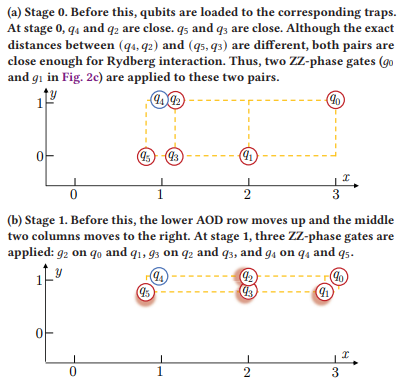 (a) Stage 0. Before this, qubits are loaded to the corresponding traps.
At stage 0, q4 and q2 are close. q5 and q3 are close. Although the exact
distances between (q4, q2) and (q5, q3) are different, both pairs are
close enough for Rydberg interaction. Thus, two ZZ-phase gates (g0
and g1 in Fig. 2c) are applied to these two pairs.
y
1
q4 q2 q0
0
q5 q3 q1
x
0 1 2 3
(b) Stage 1. Before this, the lower AOD row moves up and the middle
two columns moves to the right. At stage 1, three ZZ-phase gates are
applied: g2 on q0 and q1, g3 on q2 and q3, and g4 on q4 and q5.
y
1
q4 q2 q0
q5 q3 q1
0
x
0 1 2 3